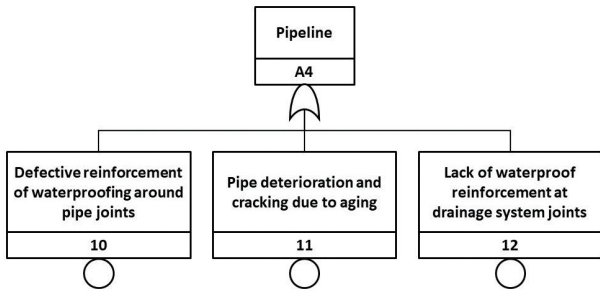 Pipeline
A4
Defective reinforcement
of waterproofing around
pipe joints
10
Pipe deterioration and
cracking due to aging
11
Lack of waterproof
reinforcement at
drainage system joints
12